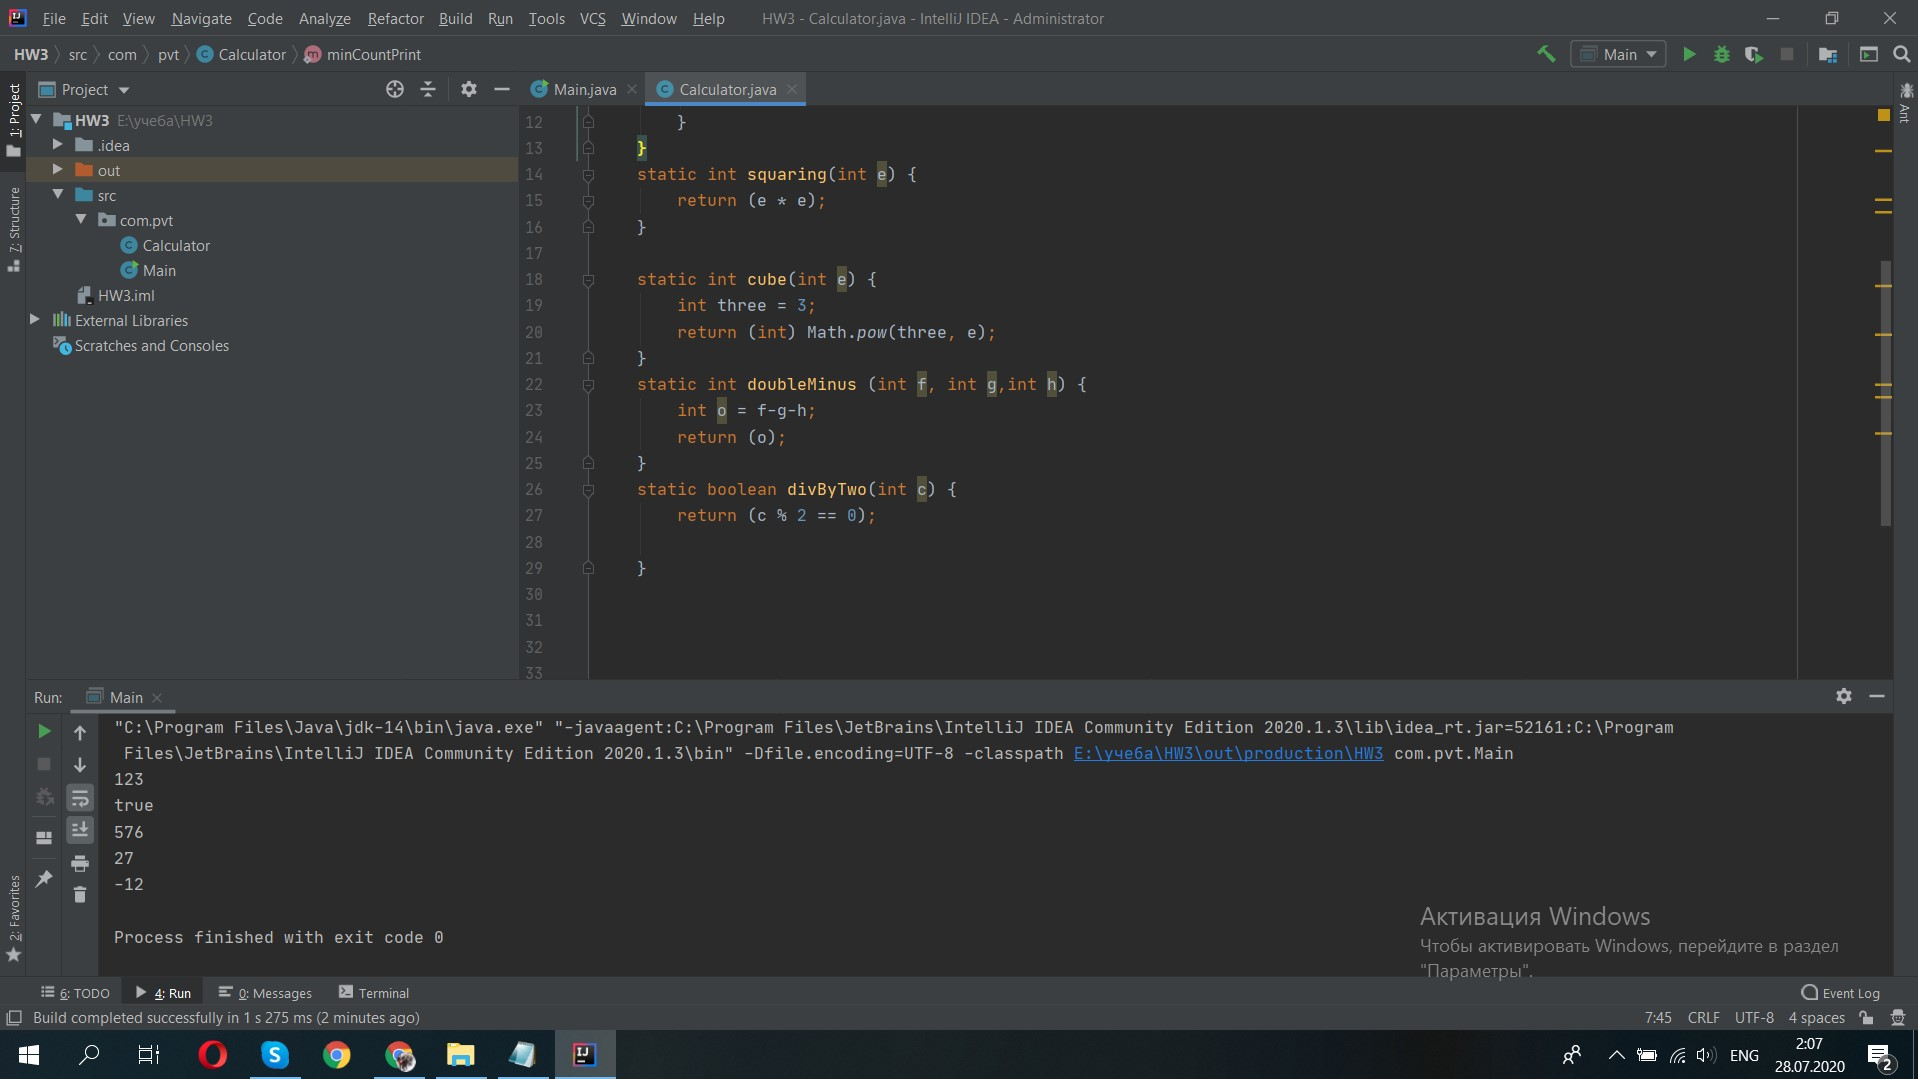 File Edit View Navigate Code Analyze Refactor Build Run Tools VCS Window Help HW3 - Calculator.java - IntelliJ IDEA - Administrator
HW3 src com pvt Calculator minCountPrint Main
1: Project
7: Structure
2: Favorites
Ant
Project
HW3 E:\учеба\HW3
.idea
out
src
com.pvt
Calculator
Main
HW3.iml
External Libraries
Scratches and Consoles
Main.java Calculator.java
12 }
13 }
14 static int squaring(int e) {
15 return (e * e);
16 }
17
18 static int cube(int e) {
19 int three = 3;
20 return (int) Math.pow(three, e);
21 }
22 static int doubleMinus (int f, int g,int h) {
23 int o = f-g-h;
24 return (o);
25 }
26 static boolean divByTwo(int c) {
27 return (c % 2 == 0);
28
29 }
30
31
32
33
Run: Main
"C:\Program Files\Java\jdk-14\bin\java.exe" "-javaagent:C:\Program Files\JetBrains\IntelliJ IDEA Community Edition 2020.1.3\lib\idea_rt.jar=52161:C:\Program
Files\JetBrains\IntelliJ IDEA Community Edition 2020.1.3\bin" -Dfile.encoding=UTF-8 -classpath E:\учеба\HW3\out\production\HW3 com.pvt.Main
123
true
576
27
-12
Process finished with exit code 0
Активация Windows
Чтобы активировать Windows, перейдите в раздел
"Параметры".
6: TODO 4: Run 0: Messages Terminal Event Log
Build completed successfully in 1 s 275 ms (2 minutes ago) 7:45 CRLF UTF-8 4 spaces
ENG 2:07
28.07.2020
2